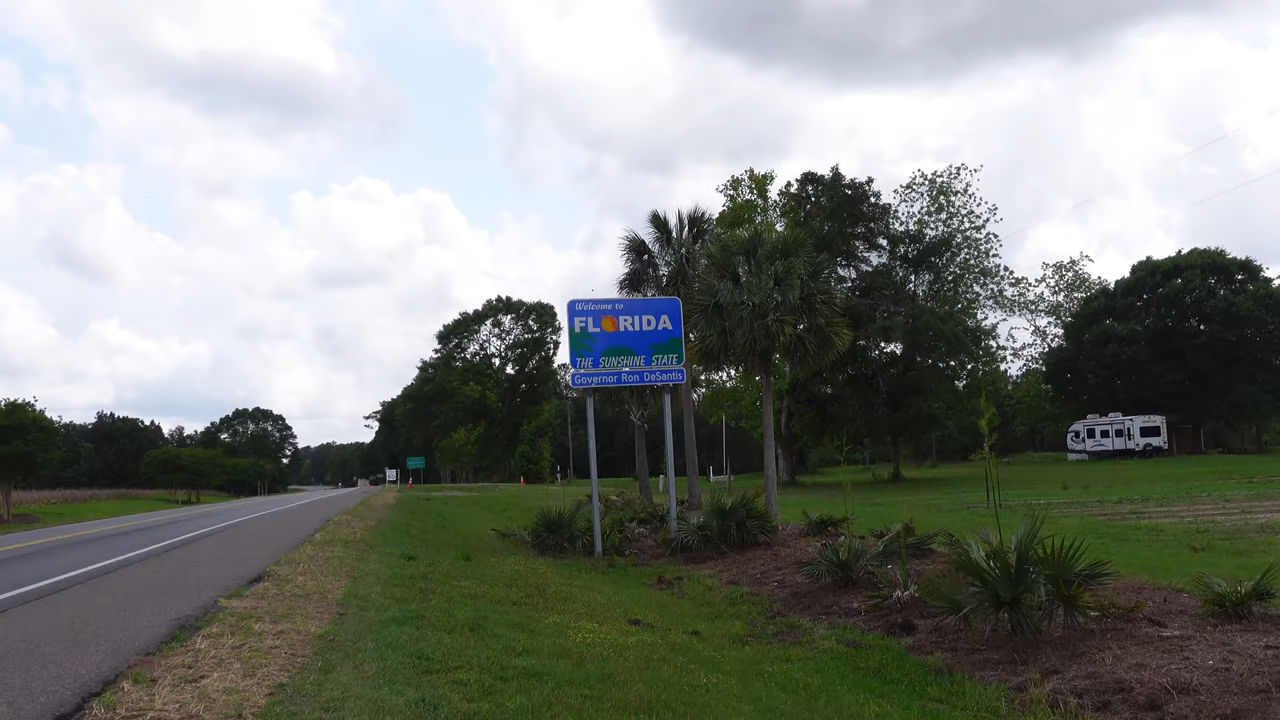 Welcome to
FLORIDA
THE SUNSHINE STATE
Governor Ron DeSantis